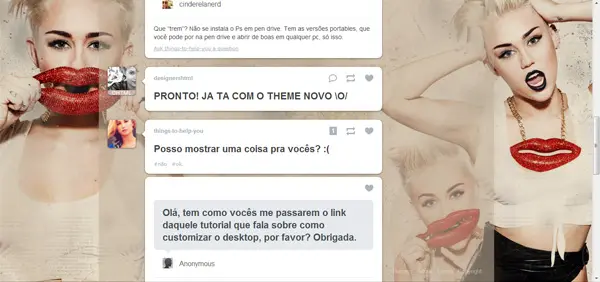 cinderelanerd
Que "trem"? Não se instala o Ps em pen drive. Tem as versões portables, que
você pode por na pen drive e abrir de boas em qualquer pc, só isso.
Ask things-to-help-you a question
designershtml
PRONTO! JA TA COM O THEME NOVO \O/
things-to-help-you
1
Posso mostrar uma coisa pra vocês? :(
Olá, tem como vocês me passarem o link
daquele tutorial que fala sobre como
customizar o desktop, por favor? Obrigada.
Anonymous